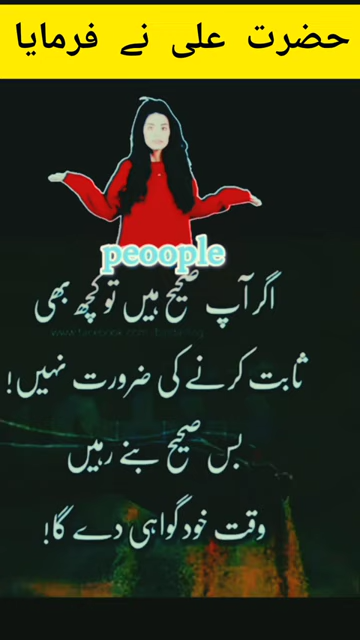 حضرت علی نے فرمایا
peoople
اگر آپ صحیح ہیں تو کچھ بھی
ثابت کرنے کی ضرورت نہیں!
بس صحیح بنے رہیں
وقت خود گواہی دے گا!